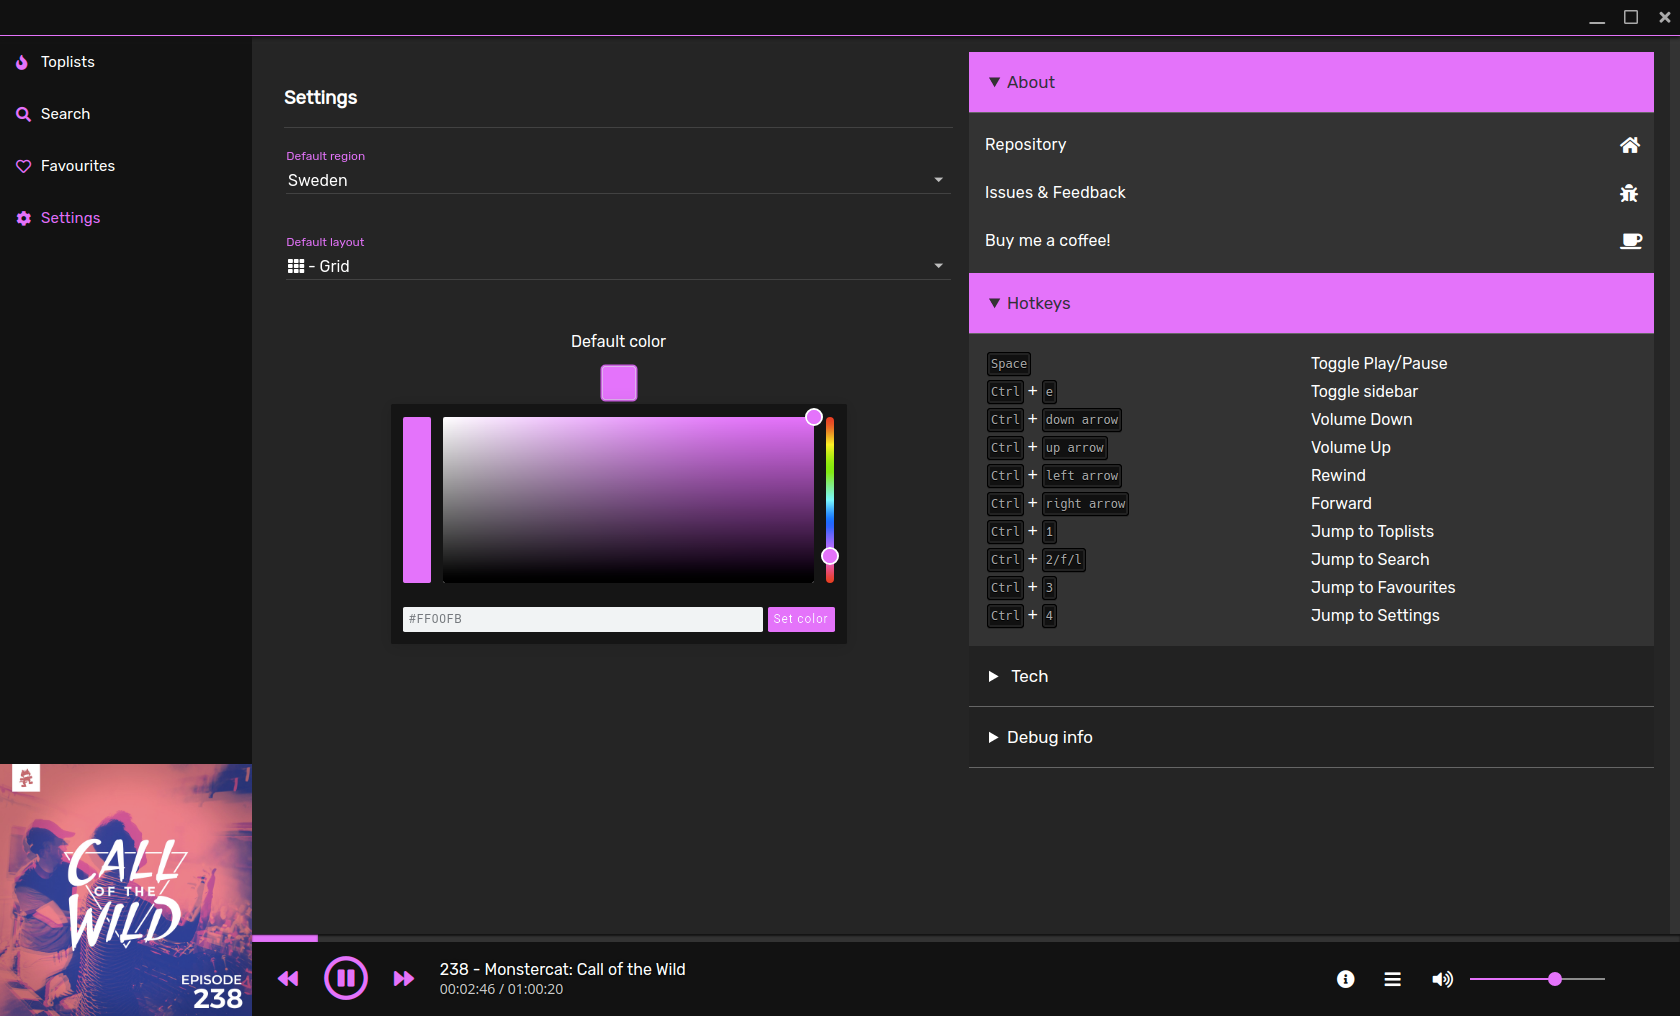 Toplists
Search
Favourites
Settings
Settings
Default region
Sweden
Default layout
- Grid
Default color
#FF00FB
Set color
About
Repository
Issues & Feedback
Buy me a coffee!
Hotkeys
Space Toggle Play/Pause
Ctrl + e Toggle sidebar
Ctrl + down arrow Volume Down
Ctrl + up arrow Volume Up
Ctrl + left arrow Rewind
Ctrl + right arrow Forward
Ctrl + 1 Jump to Toplists
Ctrl + 2/f/l Jump to Search
Ctrl + 3 Jump to Favourites
Ctrl + 4 Jump to Settings
Tech
Debug info
CALL
OF THE
WILD
EPISODE
238
238 - Monstercat: Call of the Wild
00:02:46 / 01:00:20